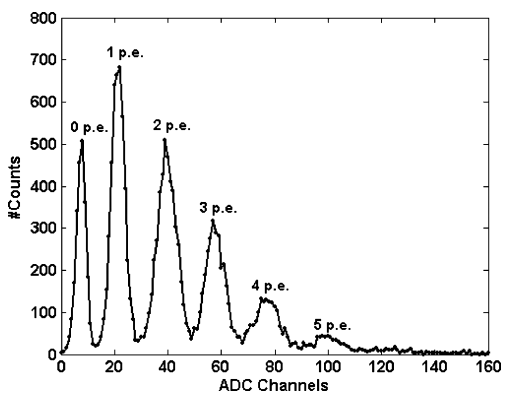 800
700
600
500
400
300
200
100
0
#Counts
0 p.e.
1 p.e.
2 p.e.
3 p.e.
4 p.e.
5 p.e.
0 20 40 60 80 100 120 140 160
ADC Channels